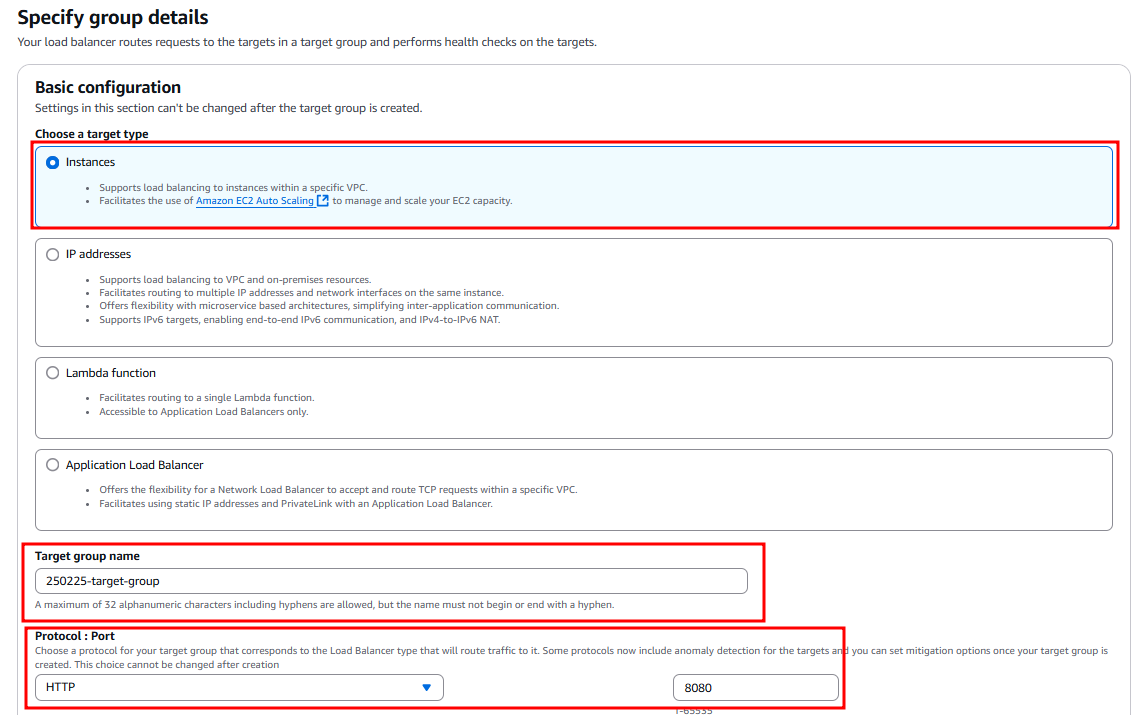 Specify group details
Your load balancer routes requests to the targets in a target group and performs health checks on the targets.
Basic configuration
Settings in this section can't be changed after the target group is created.
Choose a target type
Instances
Supports load balancing to instances within a specific VPC.
Facilitates the use of Amazon EC2 Auto Scaling to manage and scale your EC2 capacity.
IP addresses
Supports load balancing to VPC and on-premises resources.
Facilitates routing to multiple IP addresses and network interfaces on the same instance.
Offers flexibility with microservice based architectures, simplifying inter-application communication.
Supports IPv6 targets, enabling end-to-end IPv6 communication, and IPv4-to-IPv6 NAT.
Lambda function
Facilitates routing to a single Lambda function.
Accessible to Application Load Balancers only.
Application Load Balancer
Offers the flexibility for a Network Load Balancer to accept and route TCP requests within a specific VPC.
Facilitates using static IP addresses and PrivateLink with an Application Load Balancer.
Target group name
250225-target-group
A maximum of 32 alphanumeric characters including hyphens are allowed, but the name must not begin or end with a hyphen.
Protocol : Port
Choose a protocol for your target group that corresponds to the Load Balancer type that will route traffic to it. Some protocols now include anomaly detection for the targets and you can set mitigation options once your target group is
created. This choice cannot be changed after creation
HTTP
8080
1-65535